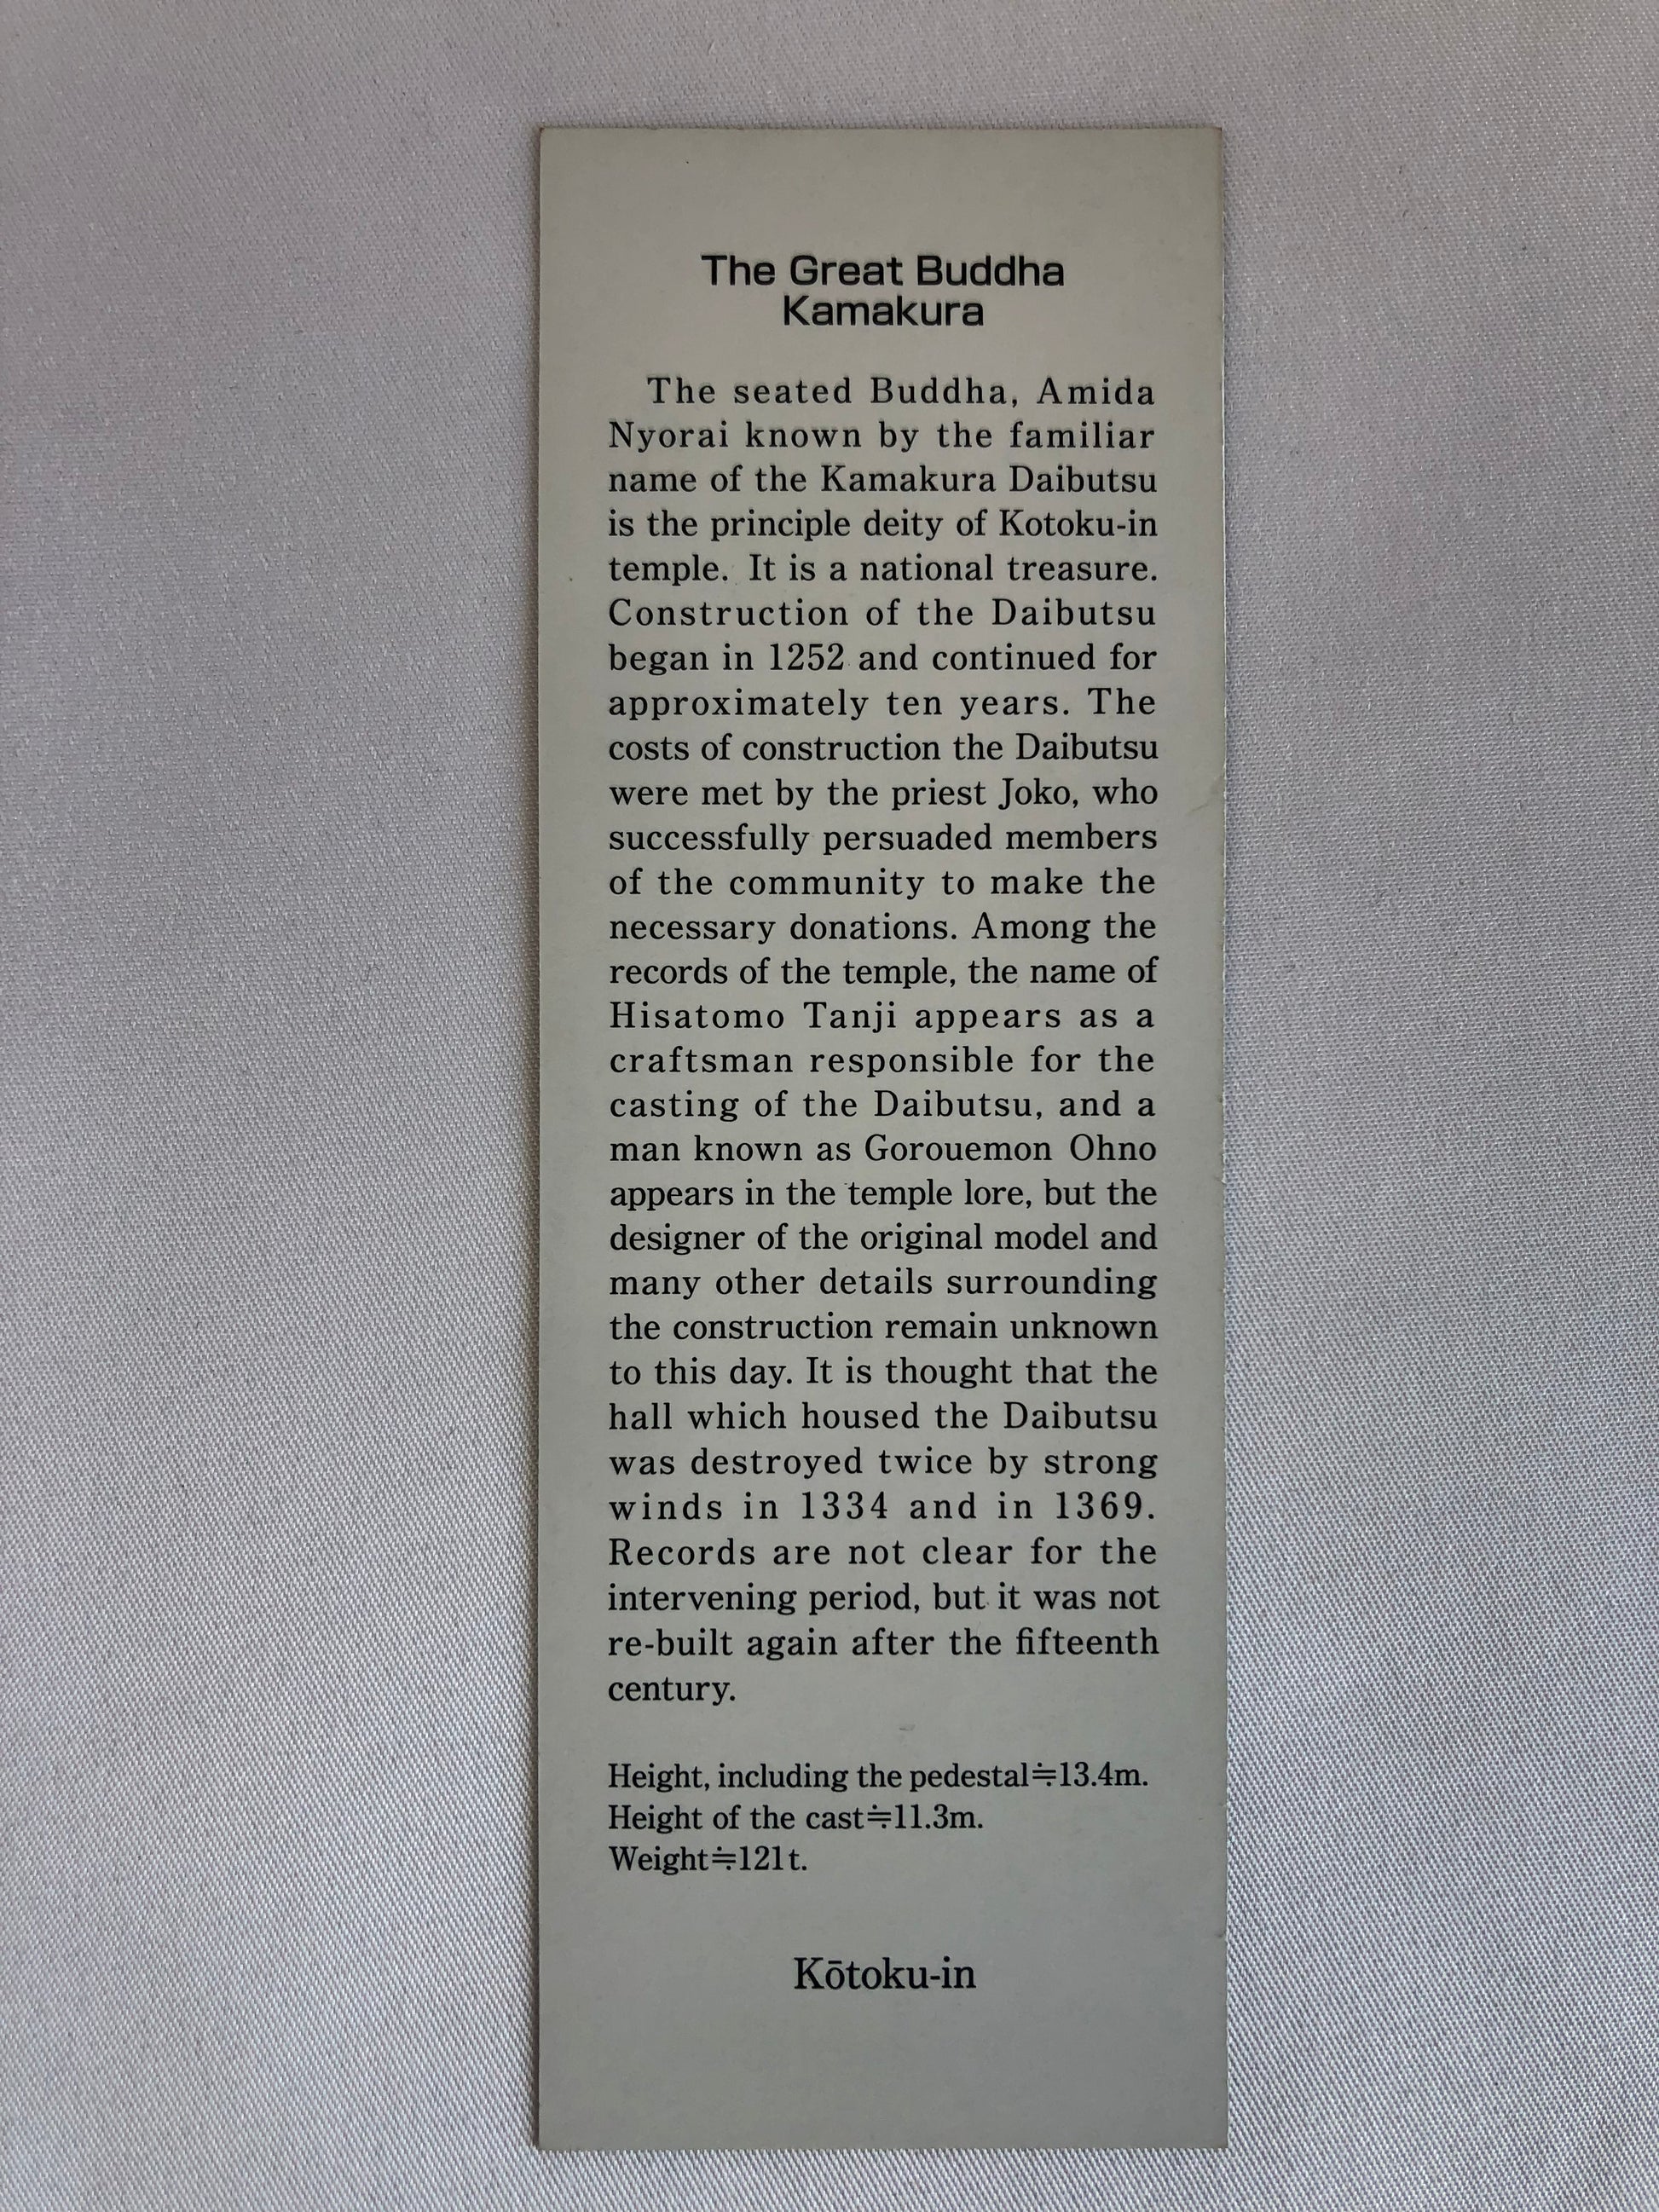 The Great Buddha
Kamakura
The seated Buddha, Amida
Nyorai known by the familiar
name of the Kamakura Daibutsu
is the principle deity of Kotoku-in
temple. It is a national treasure.
Construction of the Daibutsu
began in 1252 and continued for
approximately ten years. The
costs of construction the Daibutsu
were met by the priest Joko, who
successfully persuaded members
of the community to make the
necessary donations. Among the
records of the temple, the name of
Hisatomo Tanji appears as a
craftsman responsible for the
casting of the Daibutsu, and a
man known as Gorouemon Ohno
appears in the temple lore, but the
designer of the original model and
many other details surrounding
the construction remain unknown
to this day. It is thought that the
hall which housed the Daibutsu
was destroyed twice by strong
winds in 1334 and in 1369.
Records are not clear for the
intervening period, but it was not
re-built again after the fifteenth
century.
Height, including the pedestal≒13.4m.
Height of the cast≒11.3m.
Weight≒121t.
Kōtoku-in